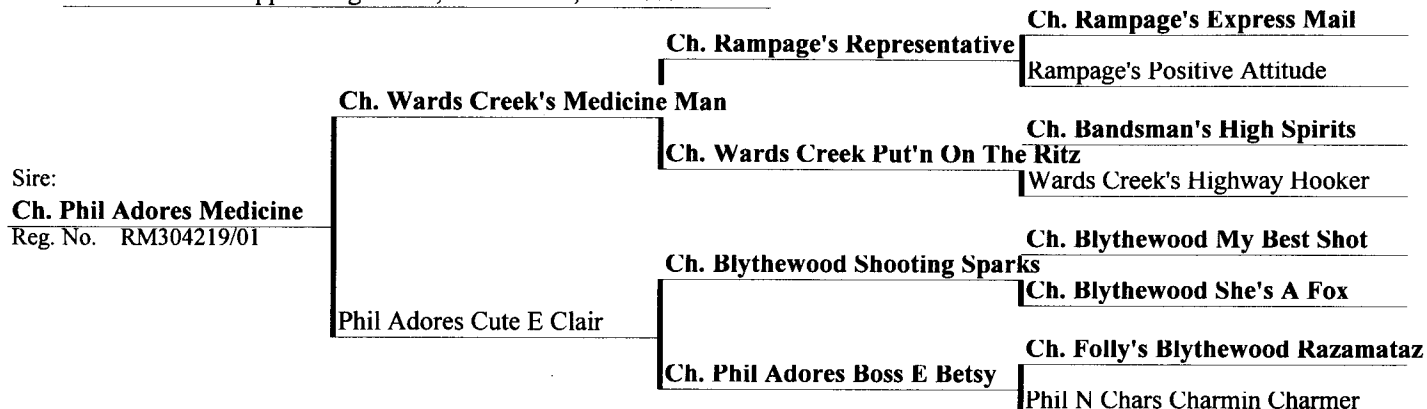 Ch. Rampage's Express Mail
Ch. Rampage's Representative
Rampage's Positive Attitude
Ch. Wards Creek's Medicine Man
Ch. Bandsman's High Spirits
Ch. Wards Creek Put'n On The Ritz
Wards Creek's Highway Hooker
Sire:
Ch. Phil Adores Medicine
Reg. No. RM304219/01
Ch. Blythewood My Best Shot
Ch. Blythewood Shooting Sparks
Ch. Blythewood She's A Fox
Phil Adores Cute E Clair
Ch. Folly's Blythewood Razamataz
Ch. Phil Adores Boss E Betsy
Phil N Chars Charmin Charmer